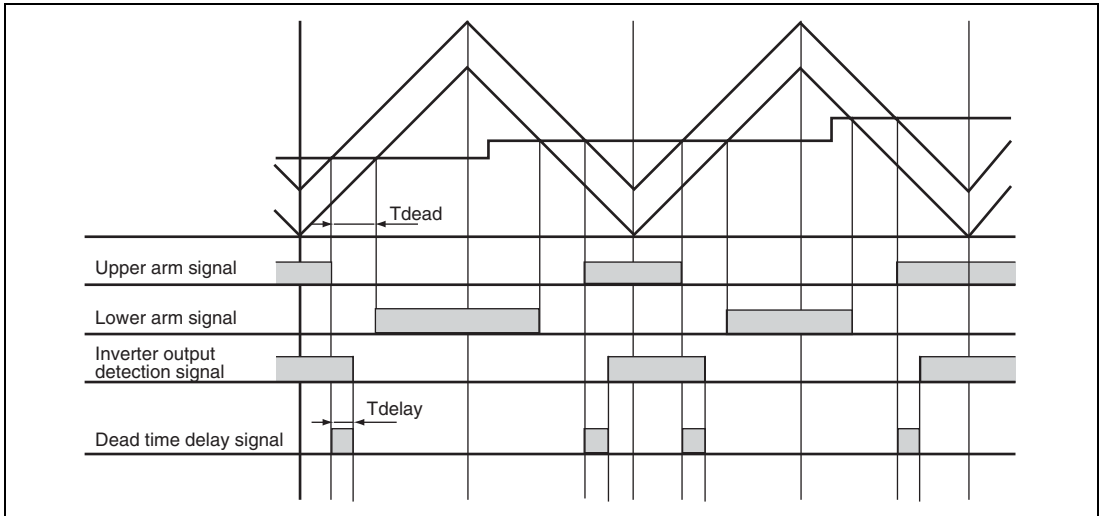 Tdead
Upper arm signal
Lower arm signal
Inverter output
detection signal
Tdelay
Dead time delay signal